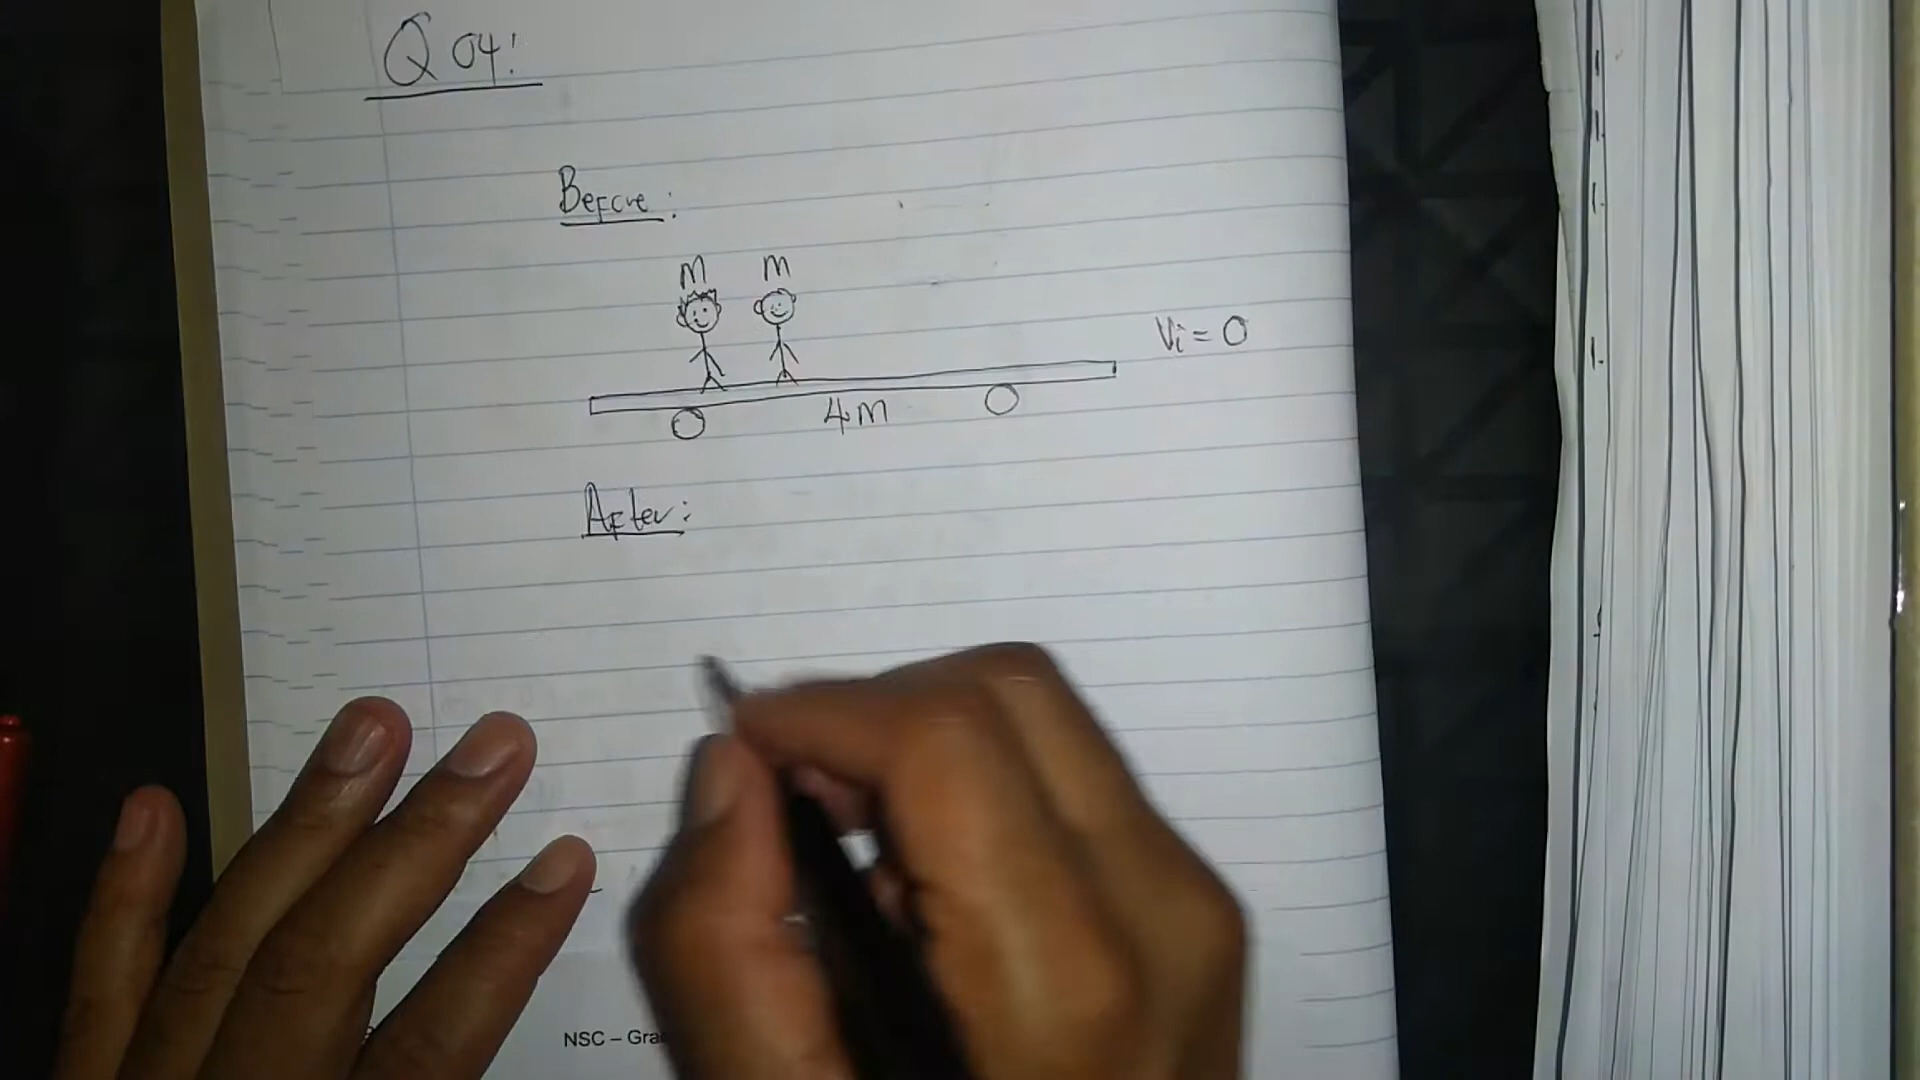 Q 04:
Before:
m m
Vi = 0
4m
After:
NSC – Gra